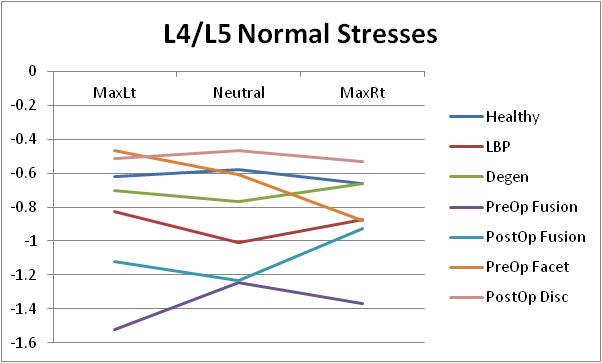 L4/L5 Normal Stresses
0
MaxLt Neutral MaxRt
-0.2
-0.4
-0.6
-0.8
-1
-1.2
-1.4
-1.6
Healthy
LBP
Degen
PreOp Fusion
PostOp Fusion
PreOp Facet
PostOp Disc